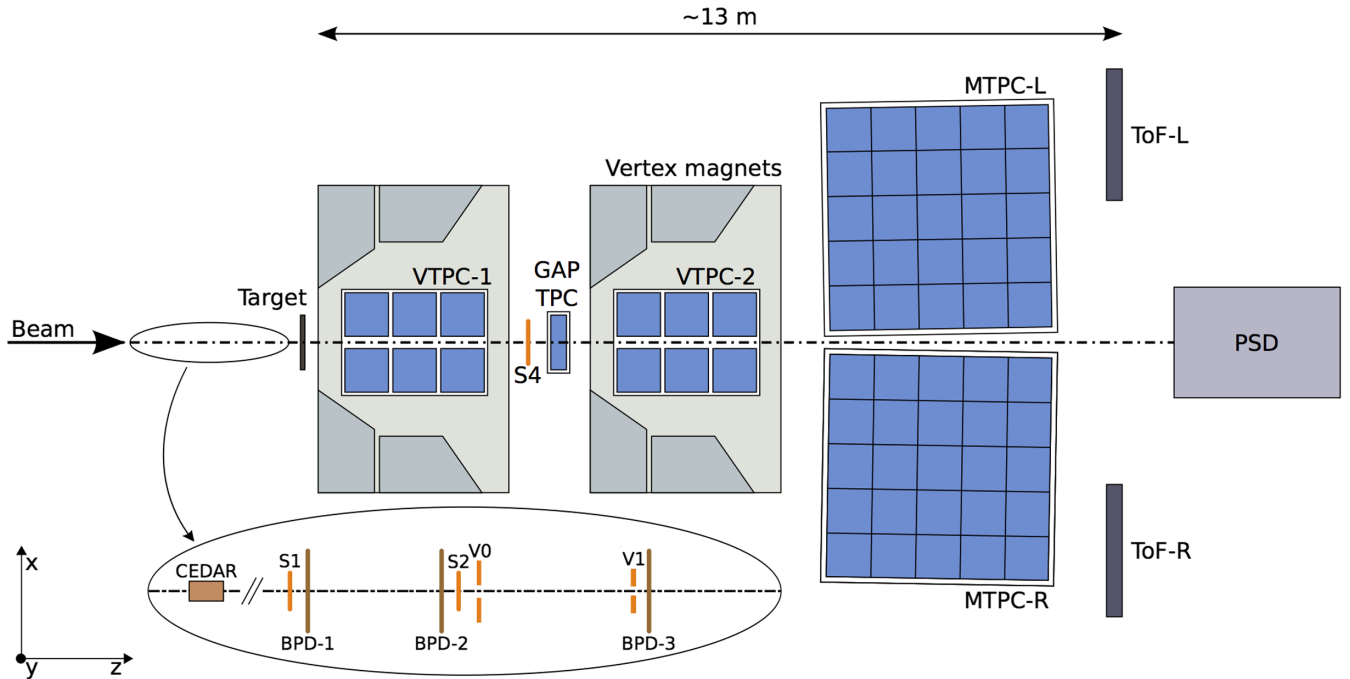 ~13 m
MTPC-L
ToF-L
Vertex magnets
VTPC-1
GAP
TPC
VTPC-2
Target
Beam
S4
PSD
ToF-R
MTPC-R
x
y
z
CEDAR
S1
BPD-1
BPD-2
S2
V0
V1
BPD-3